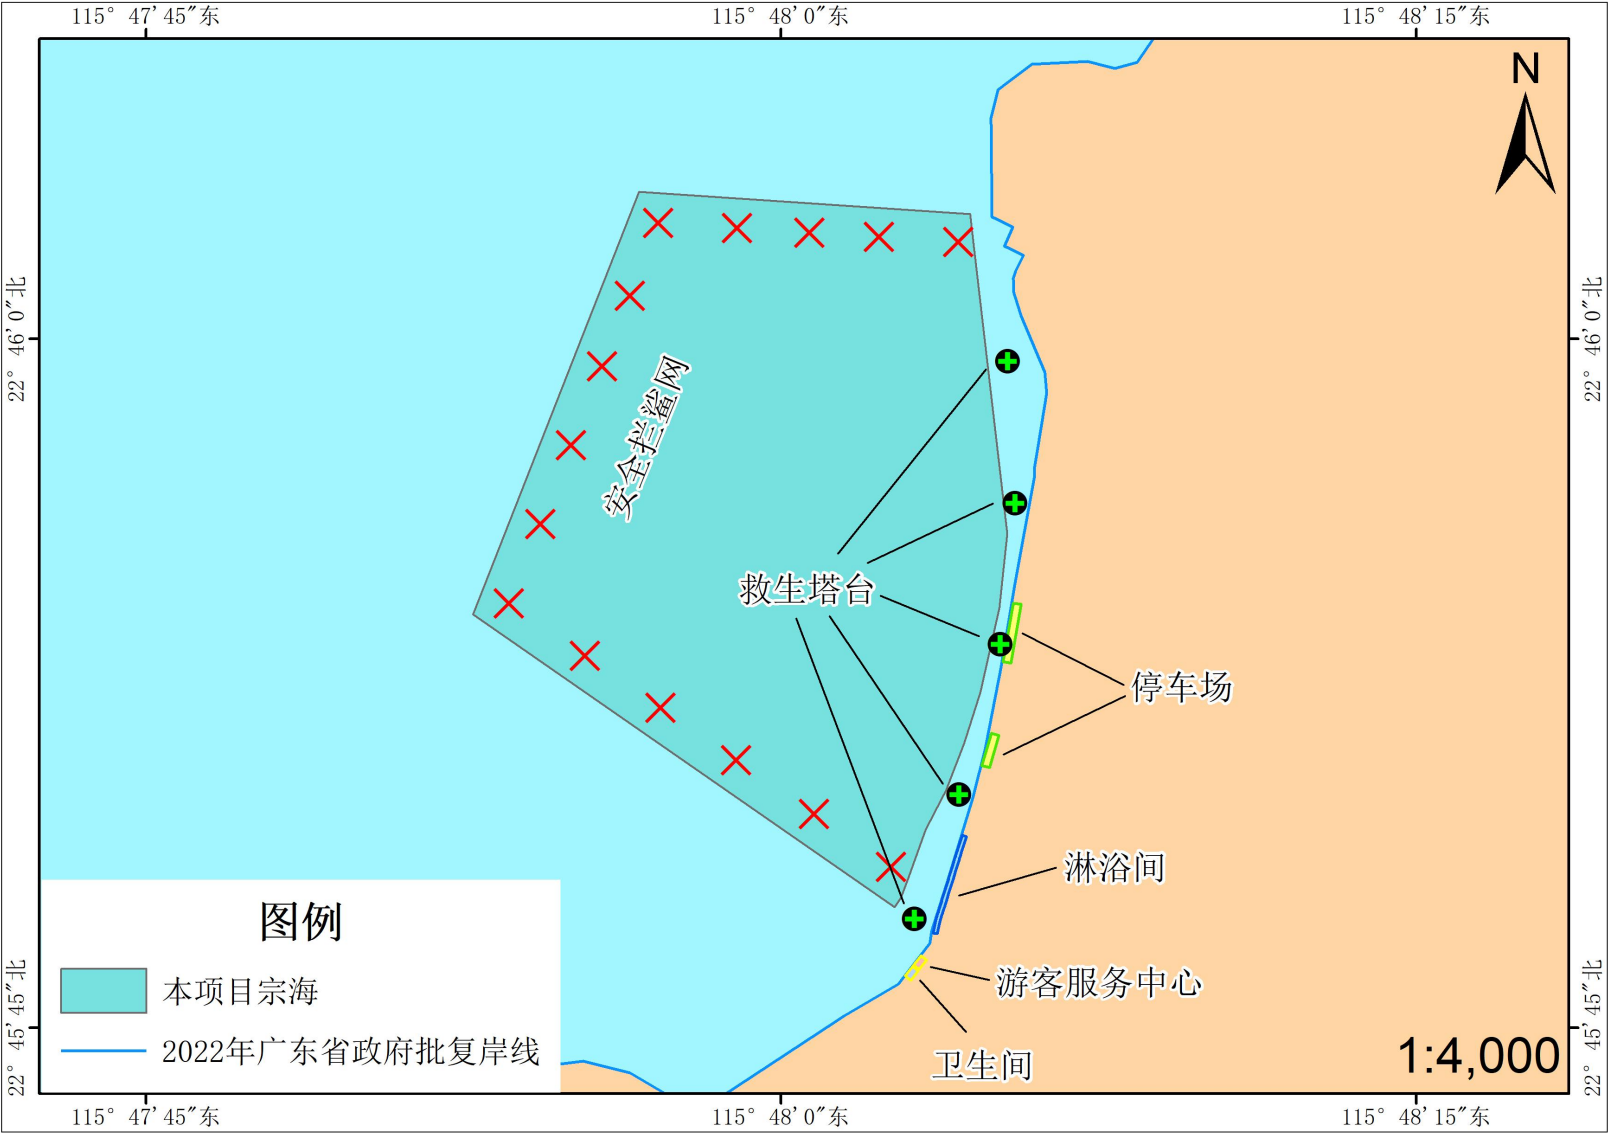 115° 47′45″东
115° 48′0″东
115° 48′15″东
N
22° 46′0″北
22° 46′0″北
安全拦鲨网
救生塔台
停车场
淋浴间
游客服务中心
卫生间
图例
本项目宗海
2022年广东省政府批复岸线
22° 45′45″北
22° 45′45″北
1:4,000
115° 47′45″东
115° 48′0″东
115° 48′15″东